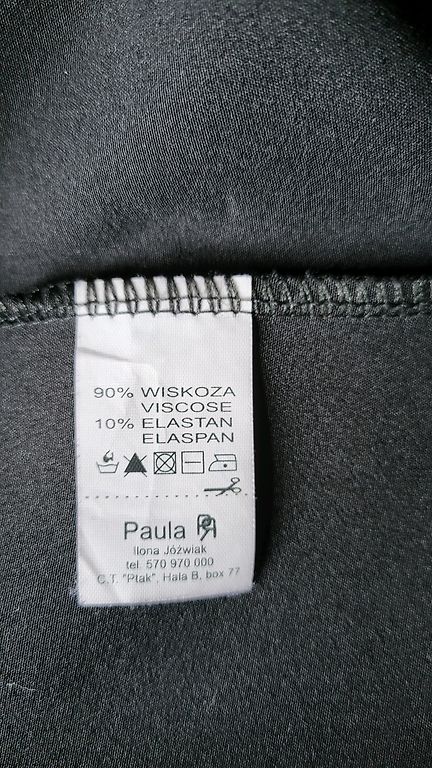 90% WISKOZA
VISCOSE
10% ELASTAN
ELASPAN
Paula
Ilona Jóźwiak
tel. 570 970 000
C.T. "Ptak", Hala B, box 77